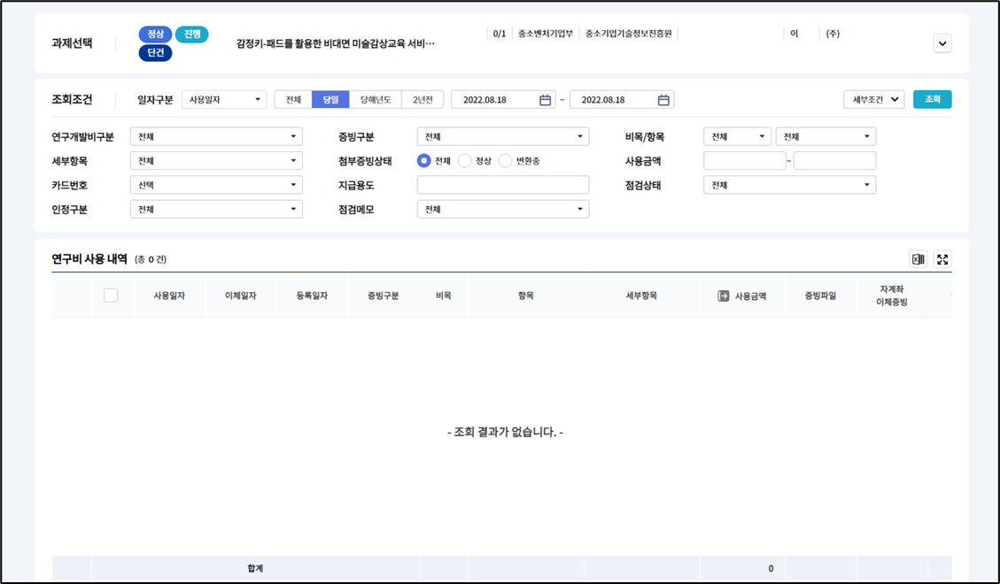 과제선택 정상 진행 단건 감정키-패드를 활용한 비대면 미술감상교육 서비… 0/1 중소벤처기업부 중소기업기술정보진흥원 이 (주)
조회조건 일자구분 사용일자 전체 당일 당해년도 2년전 2022.08.18 ~ 2022.08.18 세부조건 조회
연구개발비구분 전체 증빙구분 전체 비목/항목 전체 전체
세부항목 전체 첨부증빙상태 전체 정상 변환중 사용금액 ~
카드번호 선택 지급용도 점검상태 전체
인정구분 전체 점검메모 전체
연구비 사용 내역 (총 0 건)
사용일자 이체일자 등록일자 증빙구분 비목 항목 세부항목 사용금액 증빙파일 자계좌
이체증빙
- 조회 결과가 없습니다. -
합계 0